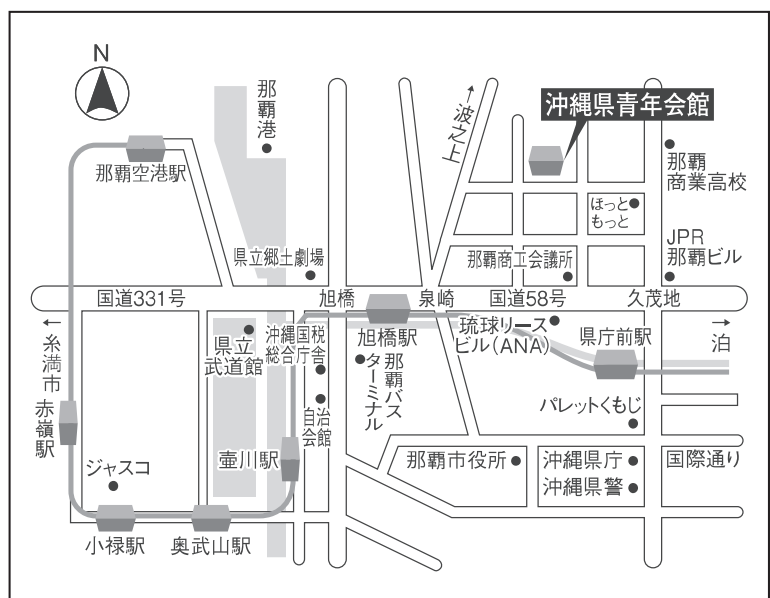 N
那覇港
↑波之上
沖縄県青年会館
那覇空港駅
那覇
商業高校
ほっと
もっと
県立郷土劇場
那覇商工会議所
JPR
那覇ビル
国道331号
旭橋
泉崎
国道58号
久茂地
←糸満市
県立
武道館
沖縄国税
総合庁舎
旭橋駅
琉球リース
ビル(ANA)
県庁前駅
→
泊
那覇バス
ターミナル
赤嶺駅
自治
会館
パレットくもじ
ジャスコ
壷川駅
那覇市役所
沖縄県庁
沖縄県警
国際通り
小禄駅
奥武山駅